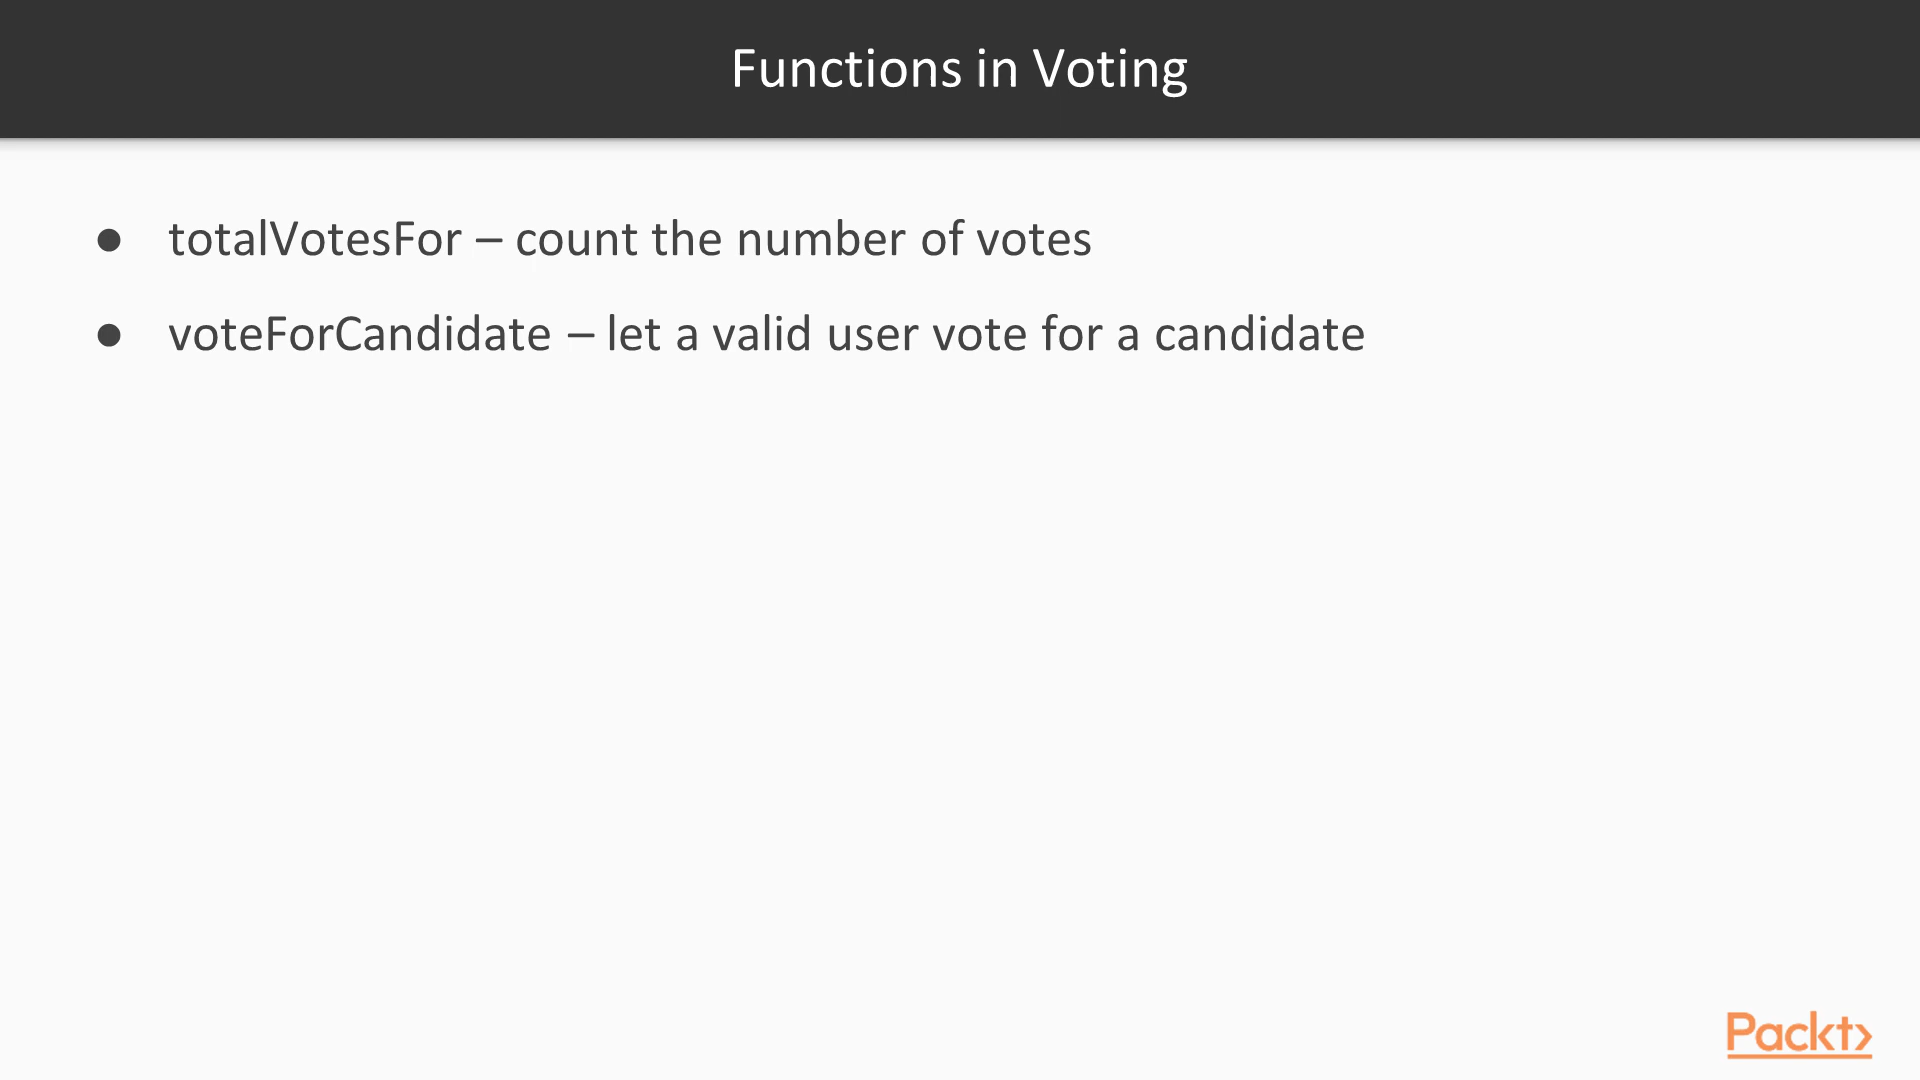 Functions in Voting
● totalVotesFor – count the number of votes
● voteForCandidate – let a valid user vote for a candidate
Packt>